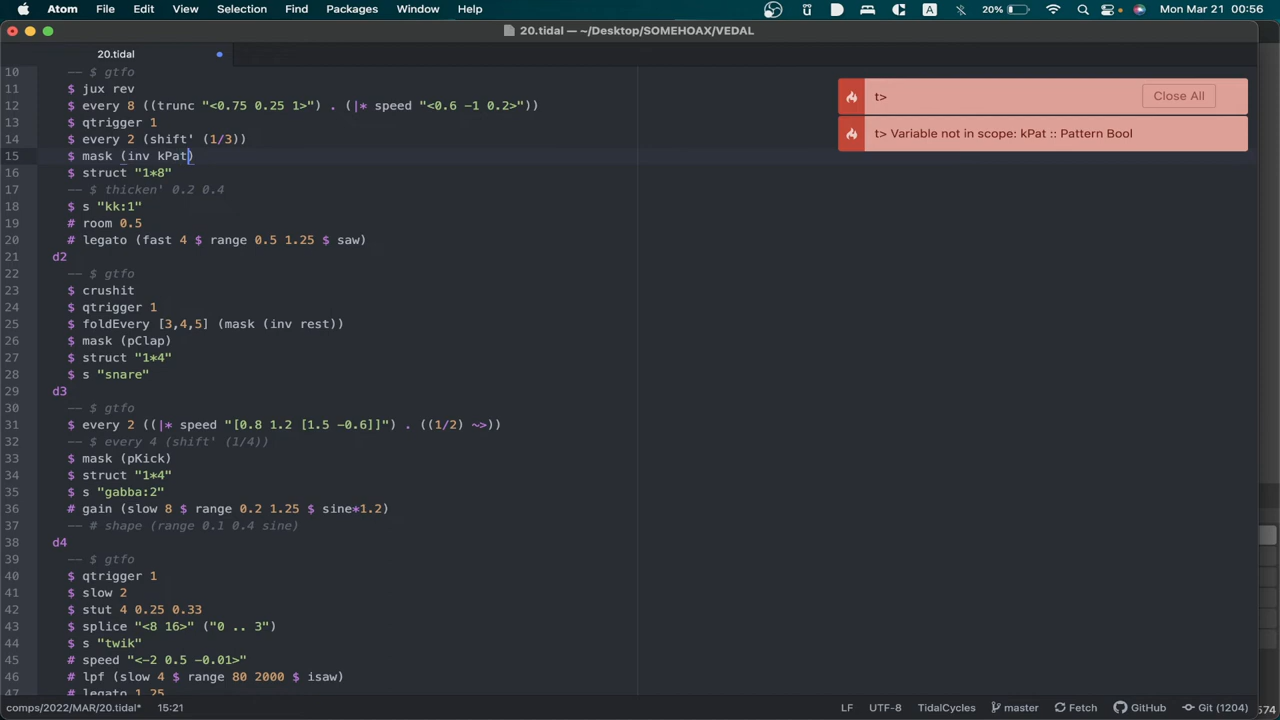 Atom File Edit View Selection Find Packages Window Help 20% Mon Mar 21 00:56
20.tidal — ~/Desktop/SOMEHOAX/VEDAL
20.tidal
10 -- $ gtfo
11 $ jux rev
12 $ every 8 ((trunc "<0.75 0.25 1>") . (|* speed "<0.6 -1 0.2>"))
13 $ qtrigger 1
14 $ every 2 (shift' (1/3))
15 $ mask (inv kPat)
16 $ struct "1*8"
17 -- $ thicken' 0.2 0.4
18 $ s "kk:1"
19 # room 0.5
20 # legato (fast 4 $ range 0.5 1.25 $ saw)
21 d2
22 -- $ gtfo
23 $ crushit
24 $ qtrigger 1
25 $ foldEvery [3,4,5] (mask (inv rest))
26 $ mask (pClap)
27 $ struct "1*4"
28 $ s "snare"
29 d3
30 -- $ gtfo
31 $ every 2 ((|* speed "[0.8 1.2 [1.5 -0.6]]") . ((1/2) ~>))
32 -- $ every 4 (shift' (1/4))
33 $ mask (pKick)
34 $ struct "1*4"
35 $ s "gabba:2"
36 # gain (slow 8 $ range 0.2 1.25 $ sine*1.2)
37 -- # shape (range 0.1 0.4 sine)
38 d4
39 -- $ gtfo
40 $ qtrigger 1
41 $ slow 2
42 $ stut 4 0.25 0.33
43 $ splice "<8 16>" ("0 .. 3")
44 $ s "twik"
45 # speed "<-2 0.5 -0.01>"
46 # lpf (slow 4 $ range 80 2000 $ isaw)
47 # legato 1.25
t> Close All
t> Variable not in scope: kPat :: Pattern Bool
comps/2022/MAR/20.tidal* 15:21 LF UTF-8 TidalCycles master Fetch GitHub Git (1204)
574